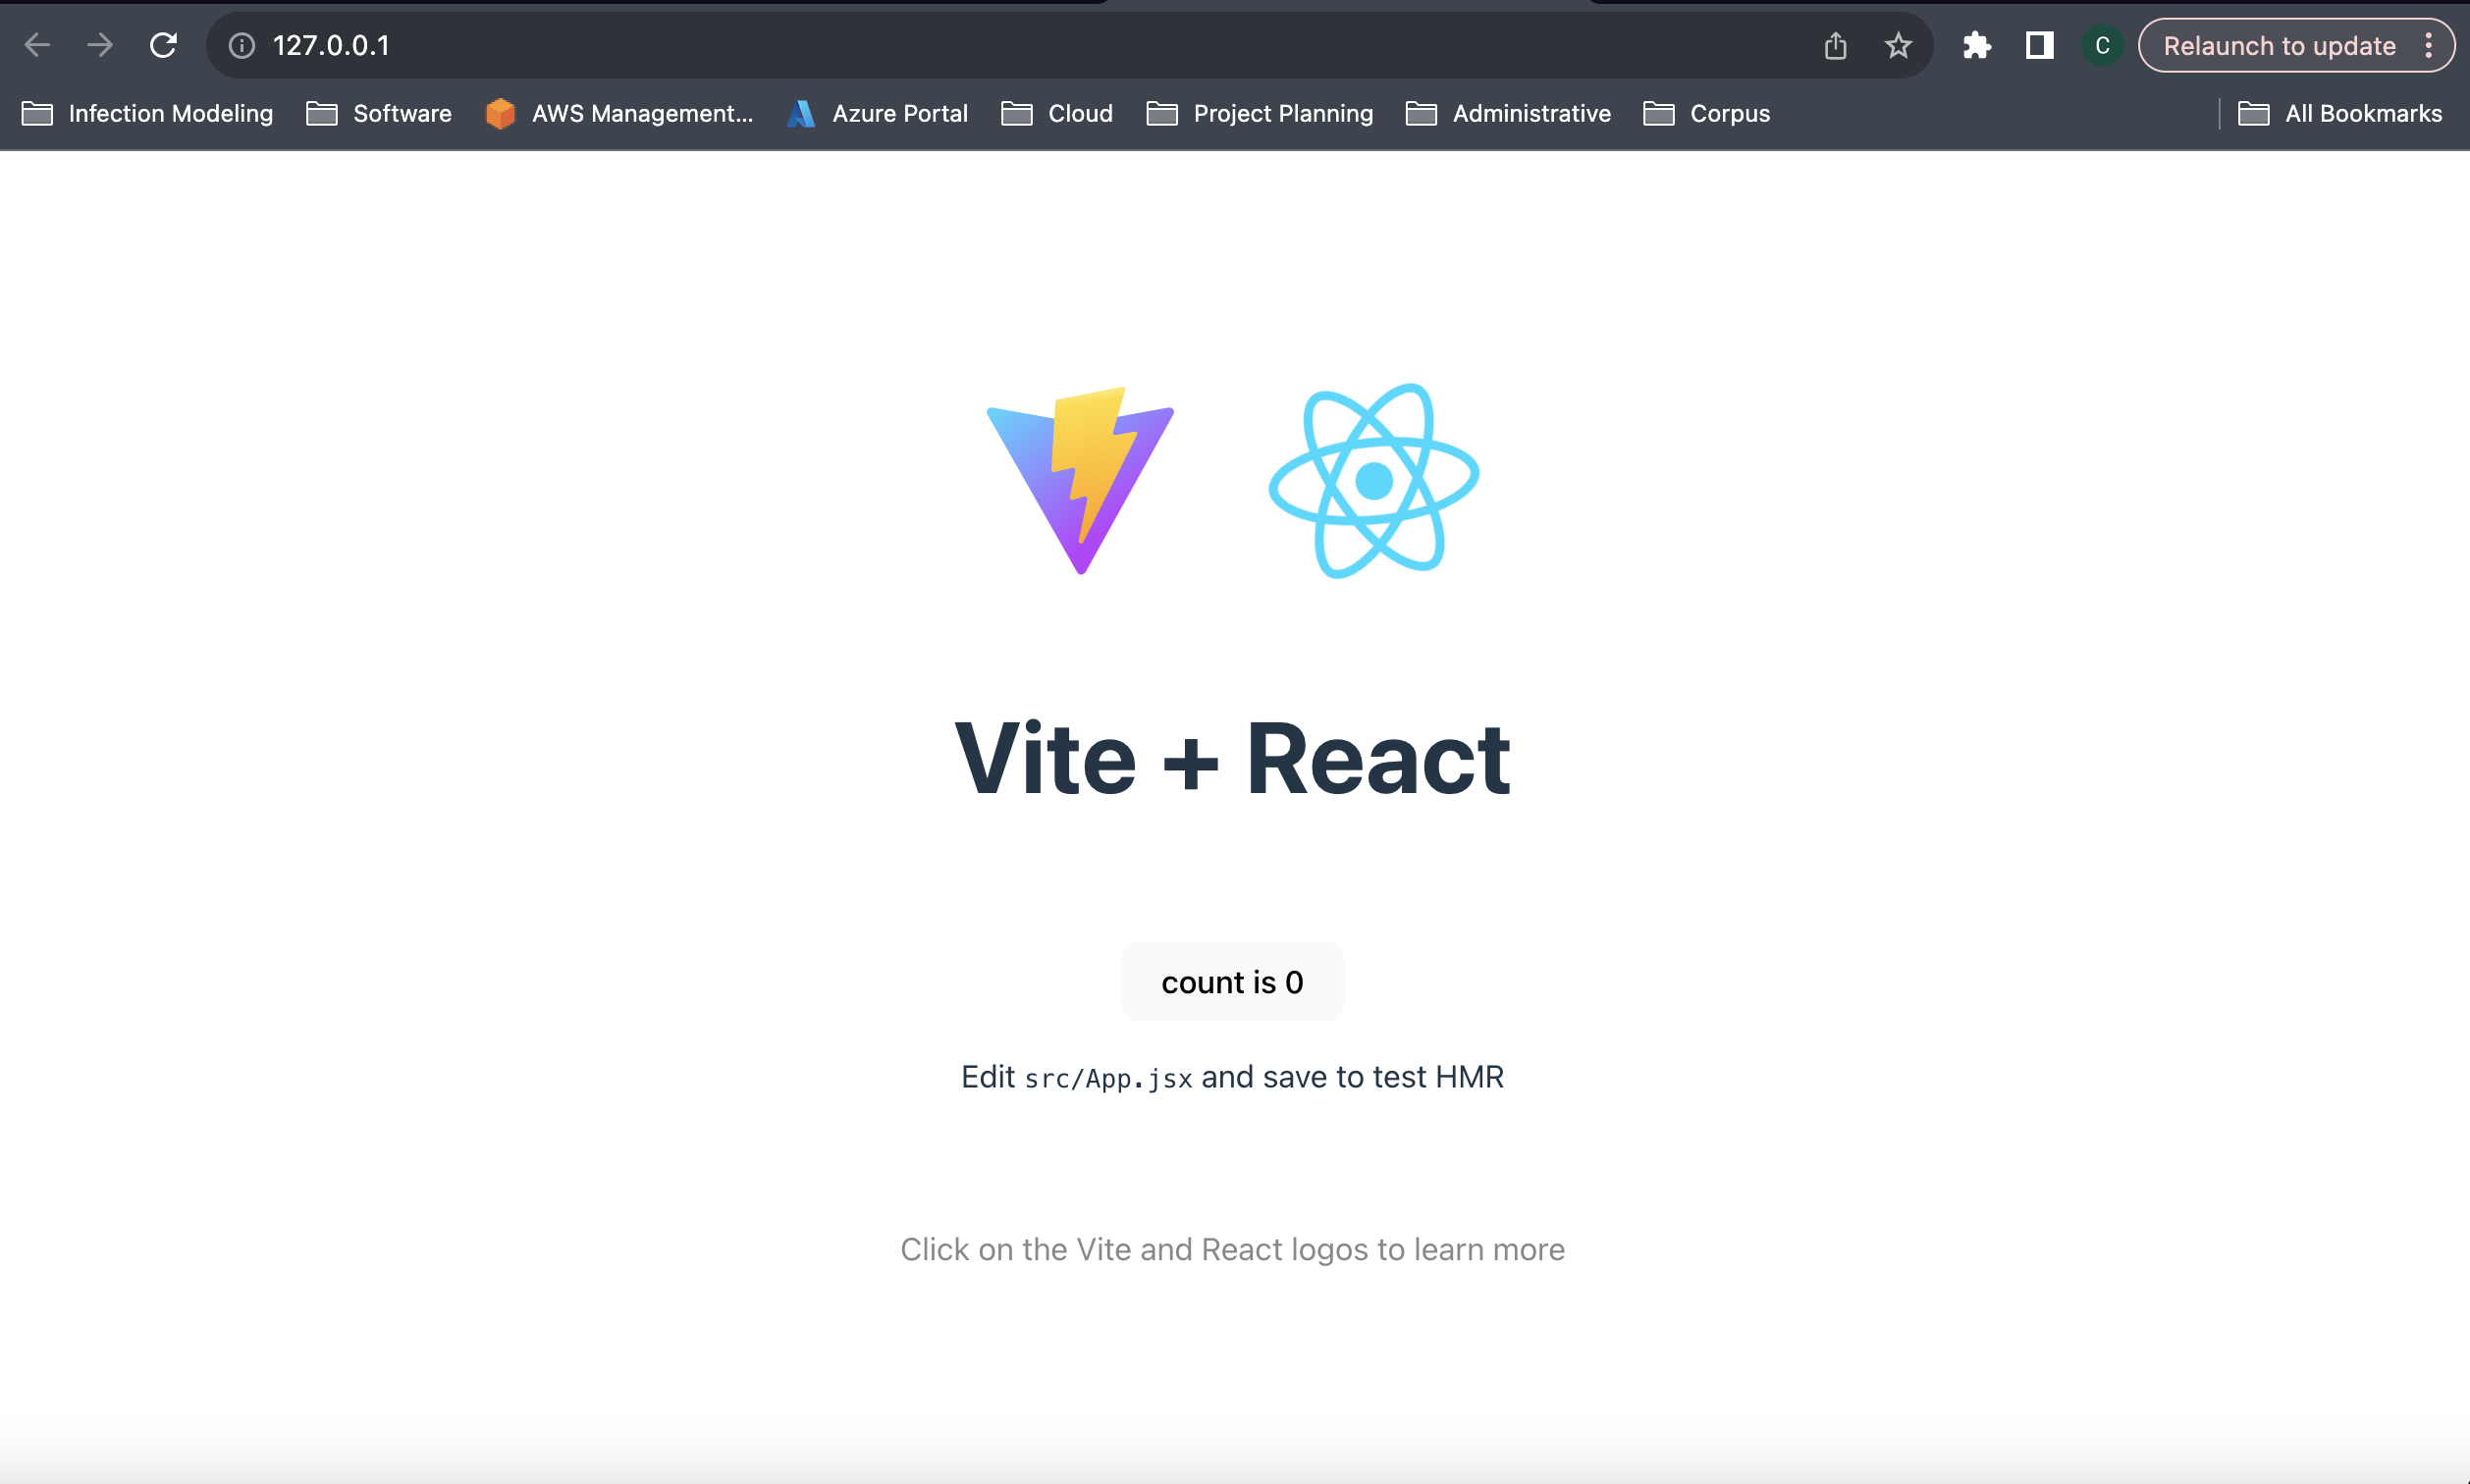 127.0.0.1
C
Relaunch to update
Infection Modeling
Software
AWS Management...
Azure Portal
Cloud
Project Planning
Administrative
Corpus
All Bookmarks
Vite + React
count is 0
Edit src/App.jsx and save to test HMR
Click on the Vite and React logos to learn more